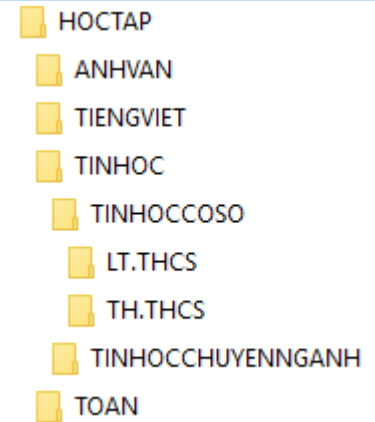 HOCTAP
ANHVAN
TIENGVIET
TINHOC
TINHOCCOSO
LT.THCS
TH.THCS
TINHOCCHUYENNGANH
TOAN